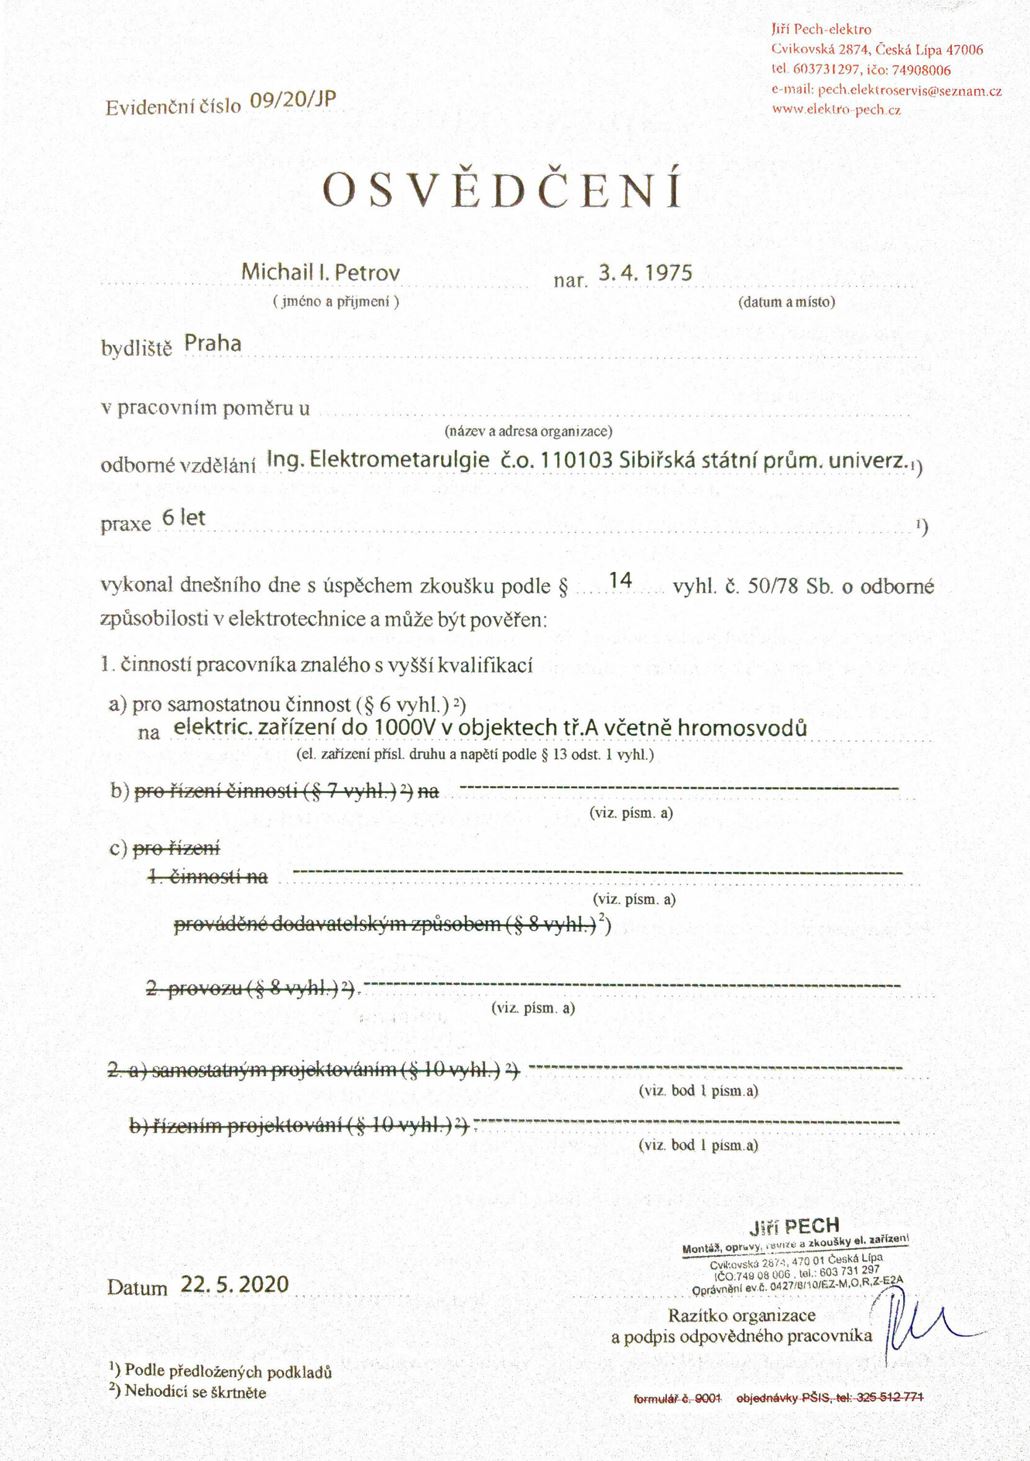 Jiří Pech-elektro
Cvikovská 2874, Česká Lípa 47006
tel. 603731297, ičo: 74908006
e-mail: pech.elektroservis@seznam.cz
www.elektro-pech.cz
Evidenční číslo 09/20/JP
OSVĚDČENÍ
Michail I. Petrov nar. 3. 4. 1975
( jméno a příjmení ) (datum a místo)
bydliště Praha
v pracovním poměru u
(název a adresa organizace)
odborné vzdělání Ing. Elektrometarulgie č.o. 110103 Sibiřská státní prům. univerz. 1)
praxe 6 let 1)
vykonal dnešního dne s úspěchem zkoušku podle § 14 vyhl. č. 50/78 Sb. o odborné
způsobilosti v elektrotechnice a může být pověřen:
1. činností pracovníka znalého s vyšší kvalifikací
a) pro samostatnou činnost (§ 6 vyhl.) 2)
na elektric. zařízení do 1000V v objektech tř.A včetně hromosvodů
(el. zařízení přísl. druhu a napětí podle § 13 odst. 1 vyhl.)
b) pro řízení činnosti (§ 7 vyhl.) 2) na
(viz. písm. a)
c) pro řízení
1. činností na
(viz. písm. a)
prováděné dodavatelským způsobem (§ 8 vyhl.) 2)
2. provozu (§ 8 vyhl.) 2).
(viz. písm. a)
2. a) samostatným projektováním (§ 10 vyhl.) 2)
(viz. bod 1 písm.a)
b) řízením projektování (§ 10 vyhl.) 2)
(viz. bod 1 písm.a)
Jiří PECH
Montáž, opravy, revize a zkoušky el. zařízení
Cvikovská 2874, 470 01 Česká Lípa
IČO:749 08 006, tel.: 603 731 297
Oprávnění ev.č. 0427/8/10/EZ-M,O,R,Z-E2A
Datum 22. 5. 2020
Razítko organizace
a podpis odpovědného pracovníka
1) Podle předložených podkladů
2) Nehodící se škrtněte
formulář č. 9001 objednávky PŠIS, tel: 325 512 771